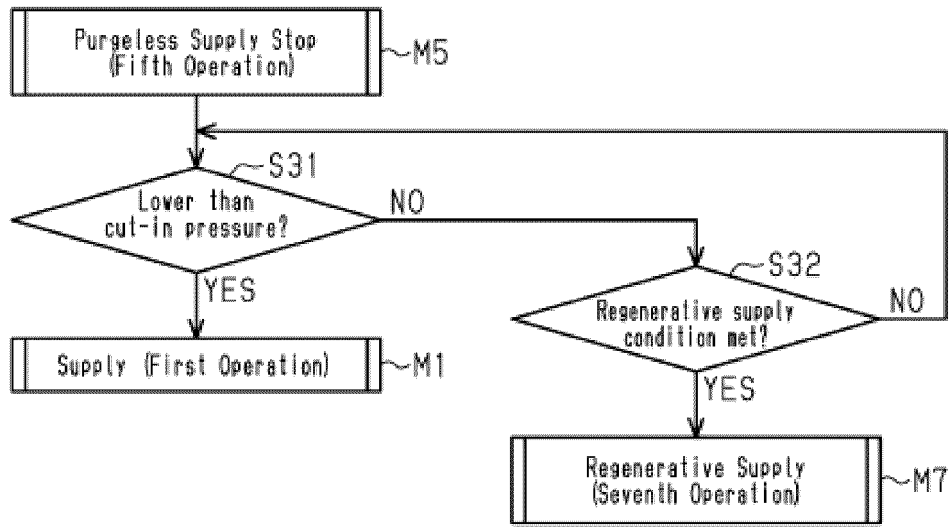 Purgeless Supply Stop
(Fifth Operation)
M5
S31
Lower than
cut-in pressure?
NO
YES
S32
Regenerative supply
condition met?
NO
YES
Supply (First Operation)
M1
Regenerative Supply
(Seventh Operation)
M7